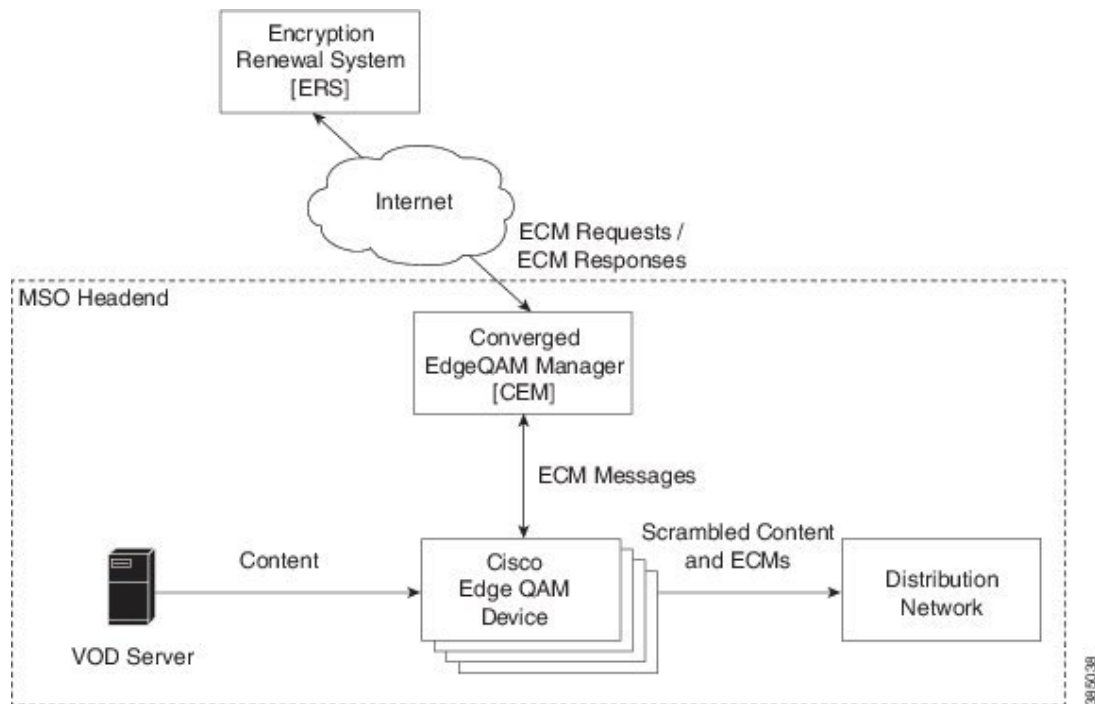 Encryption
Renewal System
[ERS]
Internet
ECM Requests /
ECM Responses
MSO Headend
Converged
EdgeQAM Manager
[CEM]
ECM Messages
Content
Cisco
Edge QAM
Device
Scrambled Content
and ECMs
Distribution
Network
VOD Server
385038